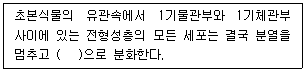 초본식물의 유관속에서 1기물관부와 1기체관부
사이에 있는 전형성층의 모든 세포는 결국 분열을
멈추고 (  )으로 분화한다.